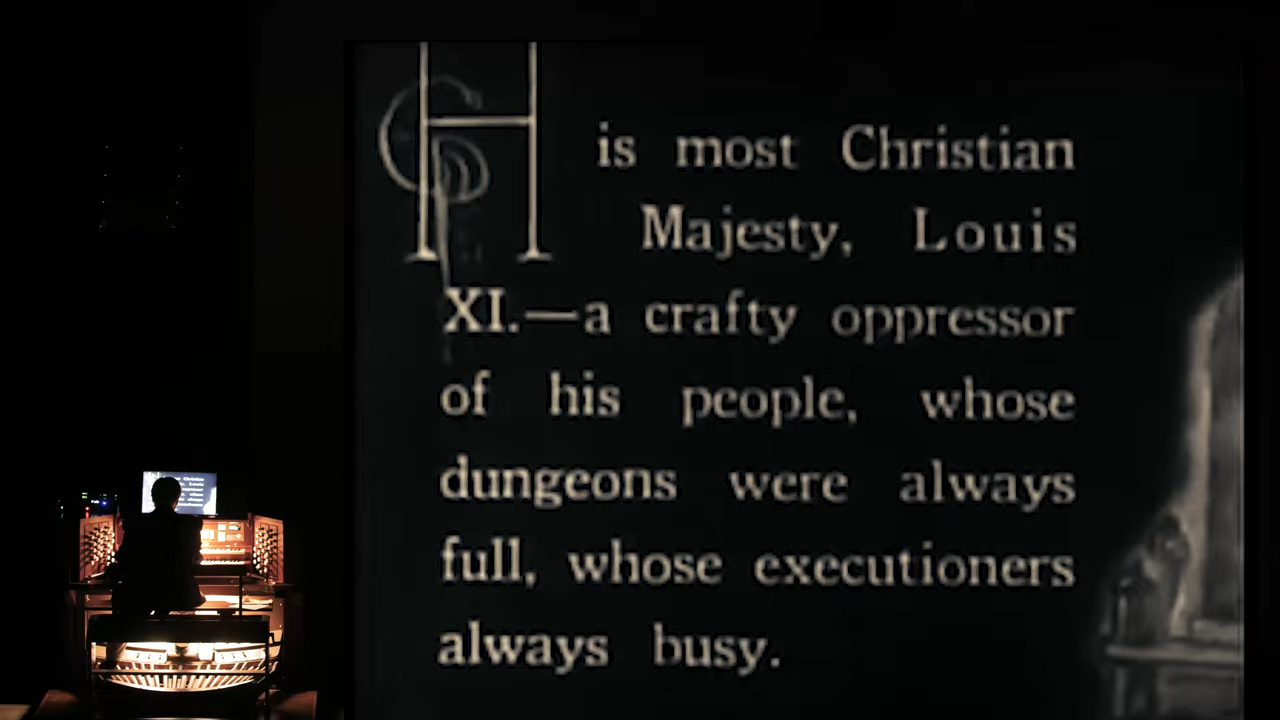 His most Christian
Majesty, Louis
XI.—a crafty oppressor
of his people, whose
dungeons were always
full, whose executioners
always busy.